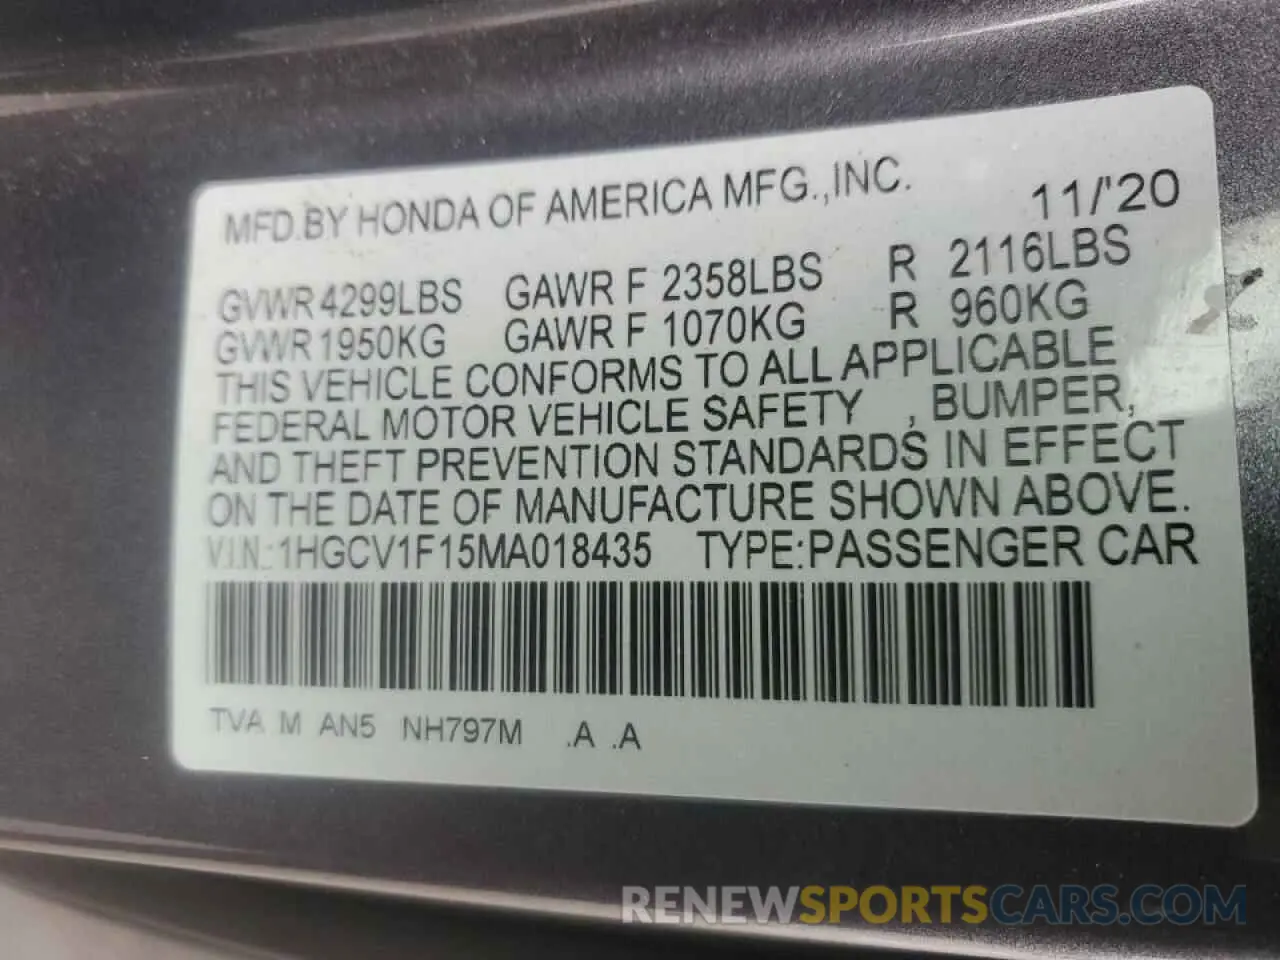 MFD.BY HONDA OF AMERICA MFG.,INC. 11/'20
GVWR 4299LBS GAWR F 2358LBS R 2116LBS
GVWR 1950KG GAWR F 1070KG R 960KG
THIS VEHICLE CONFORMS TO ALL APPLICABLE
FEDERAL MOTOR VEHICLE SAFETY , BUMPER,
AND THEFT PREVENTION STANDARDS IN EFFECT
ON THE DATE OF MANUFACTURE SHOWN ABOVE.
V.I.N.:1HGCV1F15MA018435 TYPE:PASSENGER CAR
TVA M AN5 NH797M .A .A
RENEWSPORTSCARS.COM